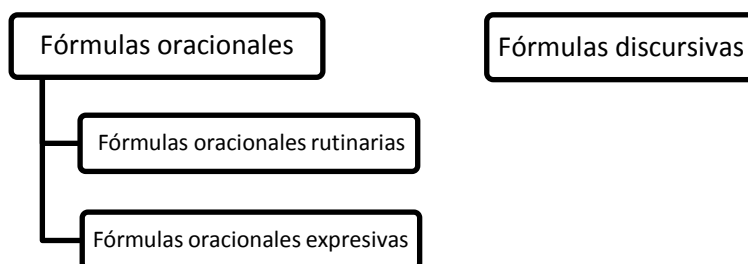 Fórmulas oracionales
Fórmulas discursivas
Fórmulas oracionales rutinarias
Fórmulas oracionales expresivas